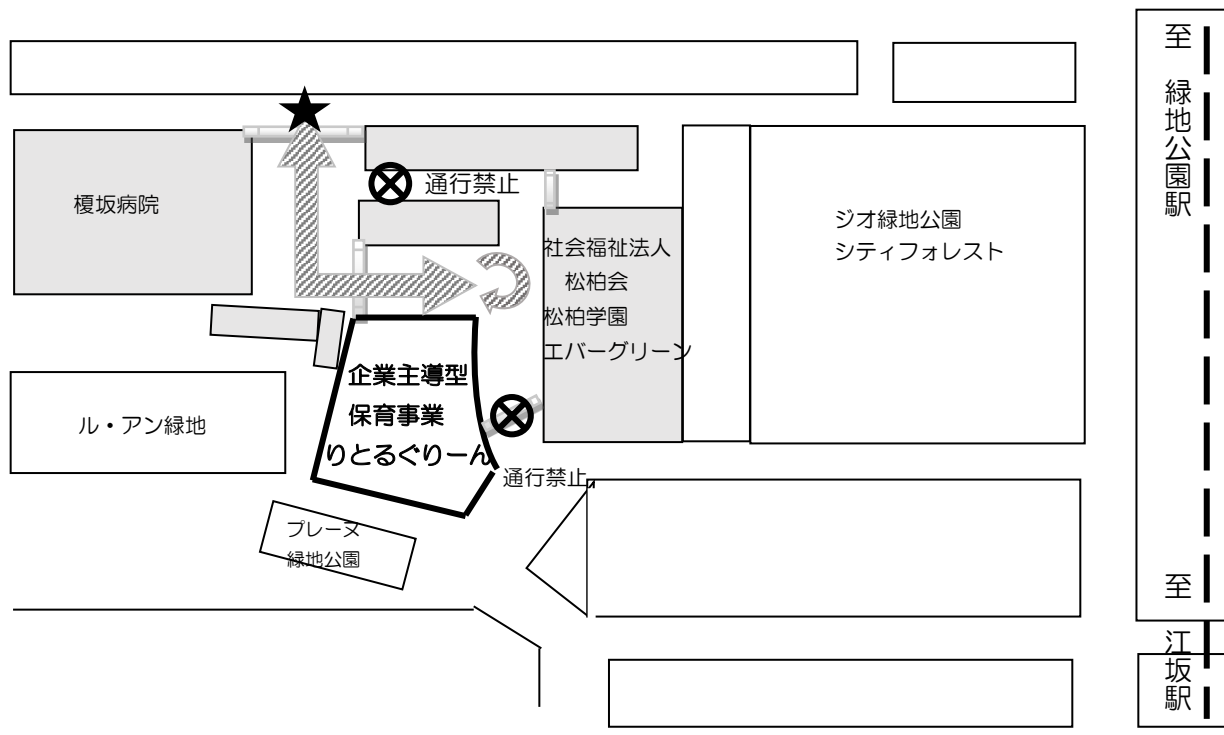 至 緑地公園駅
榎坂病院
通行禁止
ジオ緑地公園
シティフォレスト
社会福祉法人
松柏会
松柏学園
エバーグリーン
企業主導型
保育事業
りとるぐりーん
ル・アン緑地
通行禁止
プレーヌ
緑地公園
至 江坂駅